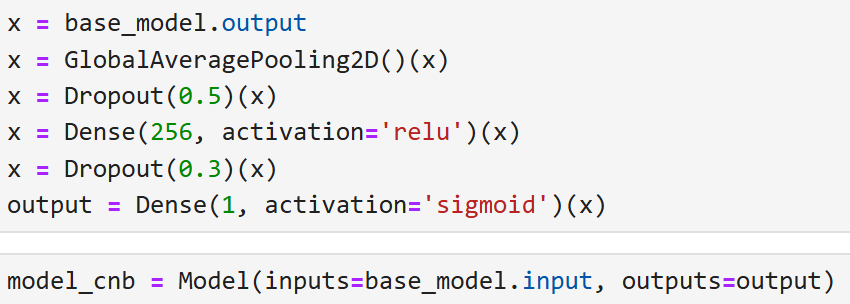 x = base_model.output
x = GlobalAveragePooling2D()(x)
x = Dropout(0.5)(x)
x = Dense(256, activation='relu')(x)
x = Dropout(0.3)(x)
output = Dense(1, activation='sigmoid')(x)
model_cnb = Model(inputs=base_model.input, outputs=output)